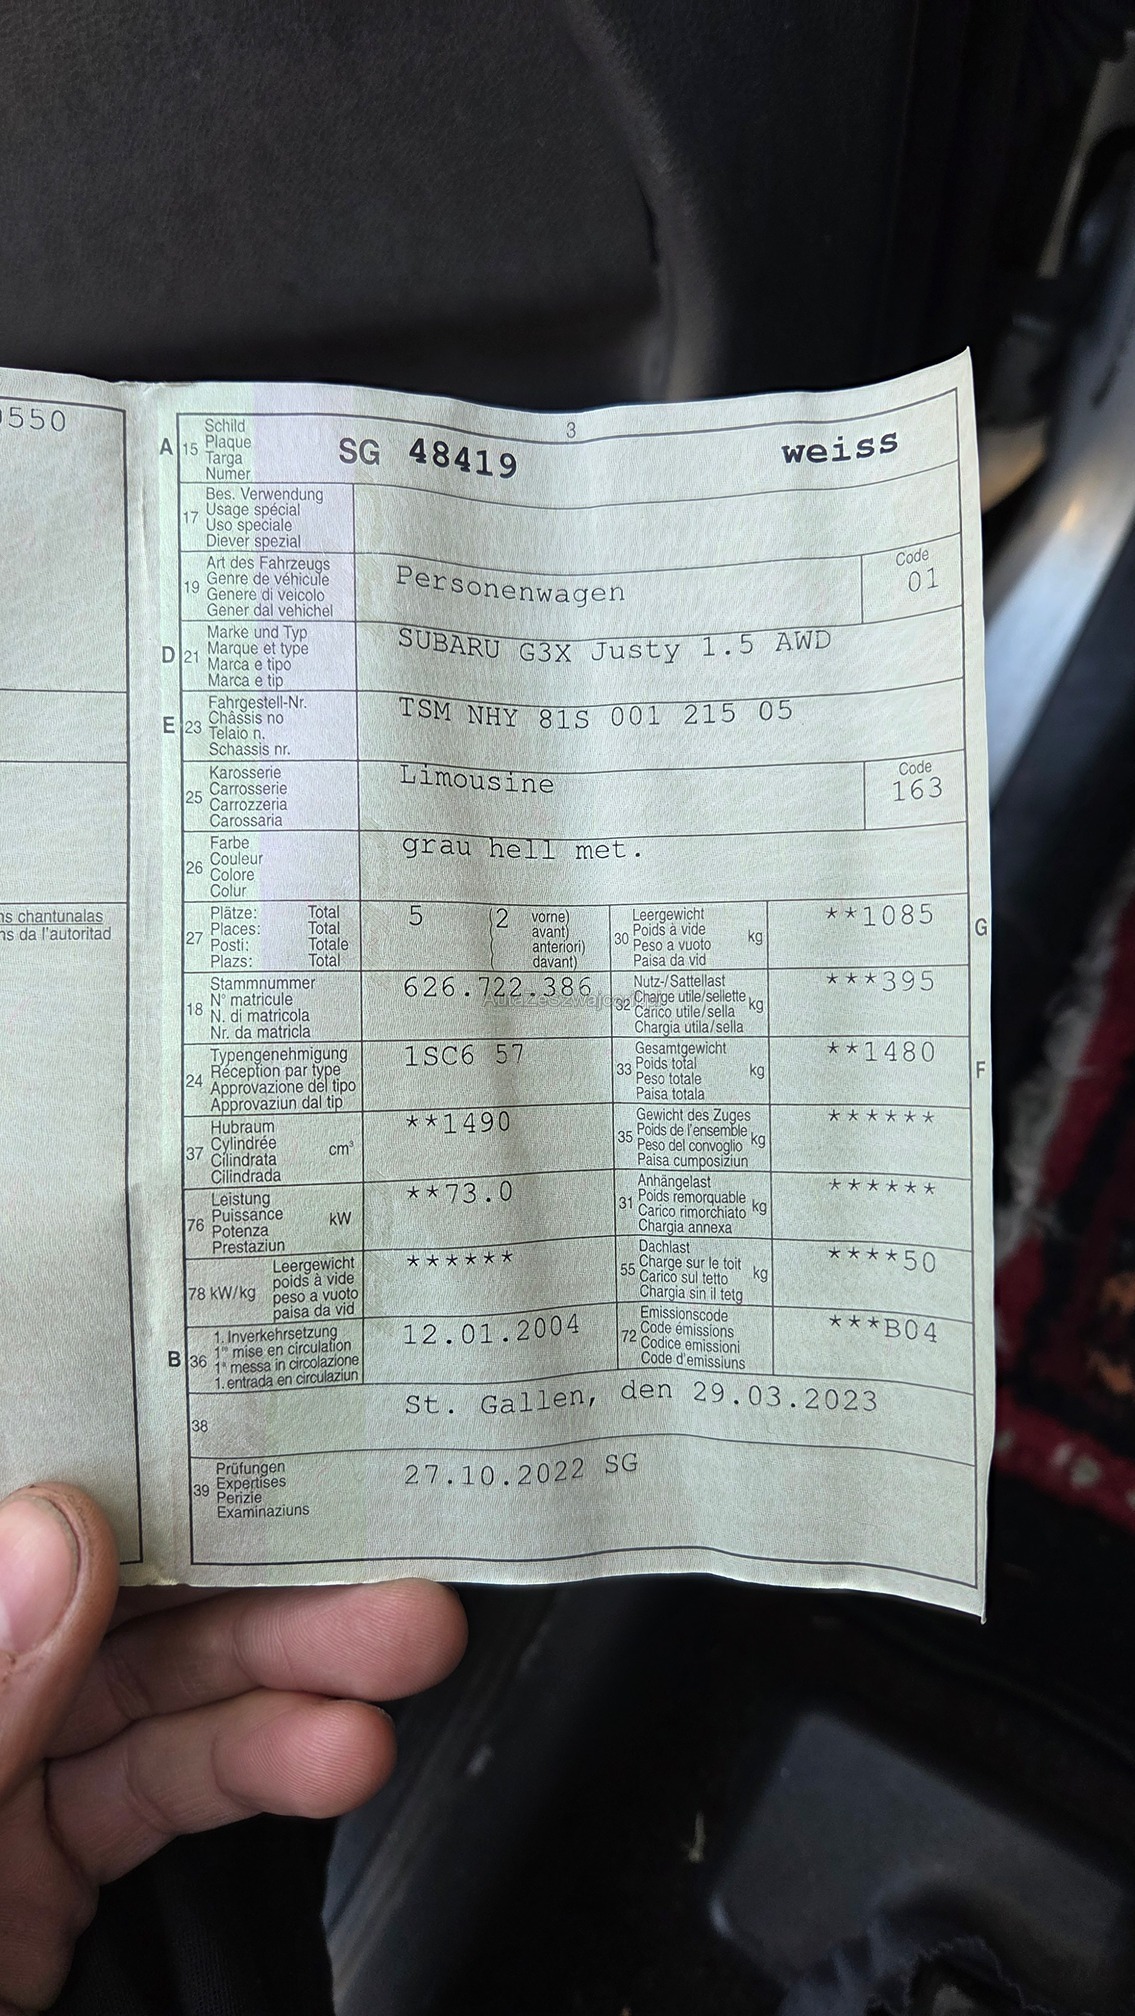 550
ns chantunalas
ns da l'autoritad
3
A 15 Schild
Plaque
Targa
Numer
SG 48419 weiss
17 Bes. Verwendung
Usage spécial
Uso speciale
Diever spezial
19 Art des Fahrzeugs
Genre de véhicule
Genere di veicolo
Gener dal vehichel
Personenwagen
Code
01
D 21 Marke und Typ
Marque et type
Marca e tipo
Marca e tip
SUBARU G3X Justy 1.5 AWD
E 23 Fahrgestell-Nr.
Châssis no
Telaio n.
Schassis nr.
TSM NHY 81S 001 215 05
25 Karosserie
Carrosserie
Carrozzeria
Carossaria
Limousine
Code
163
26 Farbe
Couleur
Colore
Colur
grau hell met.
27 Plätze: Total
Places: Total
Posti: Totale
Plazs: Total
5 (2 vorne)
avant)
anteriori)
davant)
30 Leergewicht
Poids à vide
Peso a vuoto
Paisa da vid
kg
**1085
G
18 Stammnummer
N° matricule
N. di matricola
Nr. da matricla
626.722.386
32 Nutz-/Sattellast
Charge utile/sellette
Carico utile/sella
Chargia utila/sella
kg
***395
24 Typengenehmigung
Réception par type
Approvazione del tipo
Approvaziun dal tip
1SC6 57
33 Gesamtgewicht
Poids total
Peso totale
Paisa totala
kg
**1480
F
37 Hubraum
Cylindrée
Cilindrata
Cilindrada
cm³
**1490
35 Gewicht des Zuges
Poids de l'ensemble
Peso del convoglio
Paisa cumposiziun
kg
******
76 Leistung
Puissance
Potenza
Prestaziun
kW
**73.0
31 Anhängelast
Poids remorquable
Carico rimorchiato
Chargia annexa
kg
******
78 kW/kg Leergewicht
poids à vide
peso a vuoto
paisa da vid
******
55 Dachlast
Charge sur le toit
Carico sul tetto
Chargia sin il tetg
kg
****50
B 36 1. Inverkehrsetzung
1re mise en circulation
1a messa in circolazione
1. entrada en circulaziun
12.01.2004
72 Emissionscode
Code émissions
Codice emissioni
Code d'emissiuns
***B04
38 St. Gallen, den 29.03.2023
39 Prüfungen
Expertises
Perizie
Examinaziuns
27.10.2022 SG